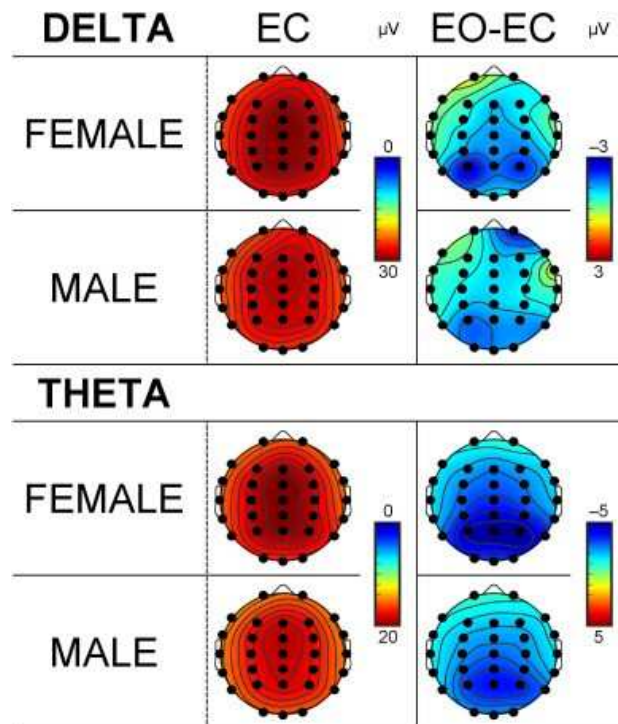 DELTA EC µV EO-EC µV
FEMALE
0 –3
30 3
MALE
THETA
FEMALE
0 –5
20 5
MALE